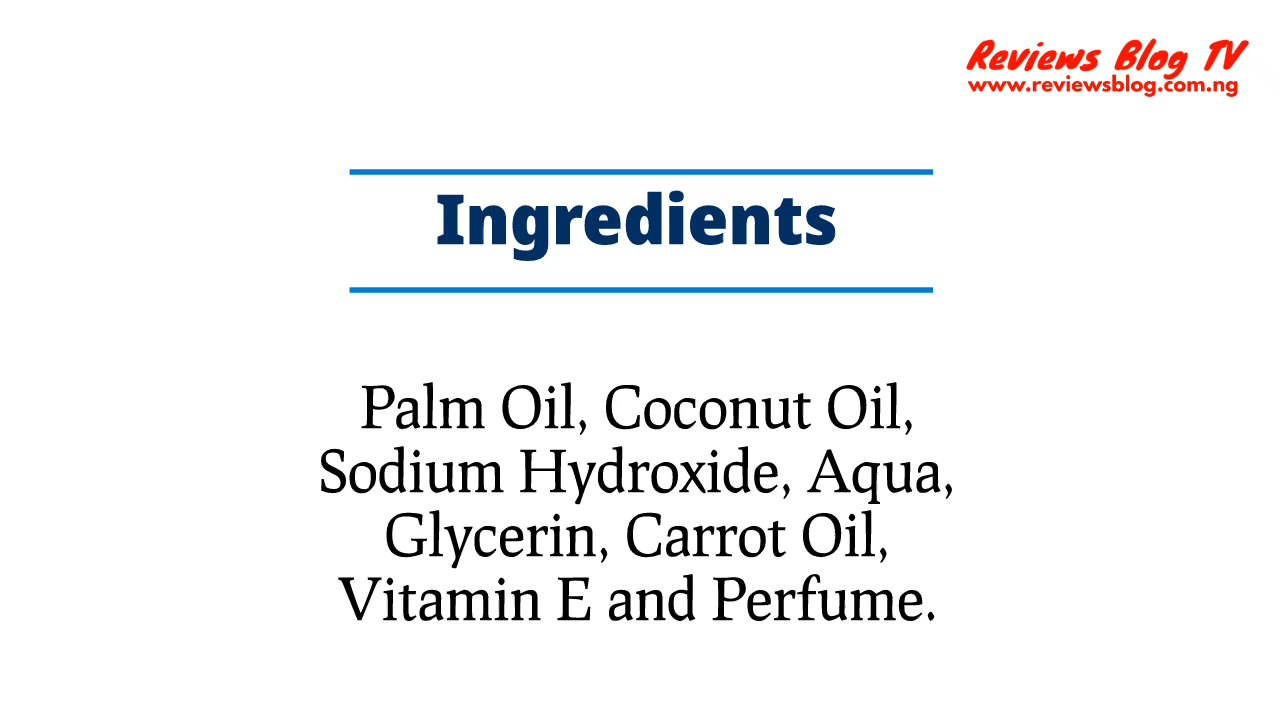 Reviews Blog TV
www.reviewsblog.com.ng
Ingredients
Palm Oil, Coconut Oil,
Sodium Hydroxide, Aqua,
Glycerin, Carrot Oil,
Vitamin E and Perfume.